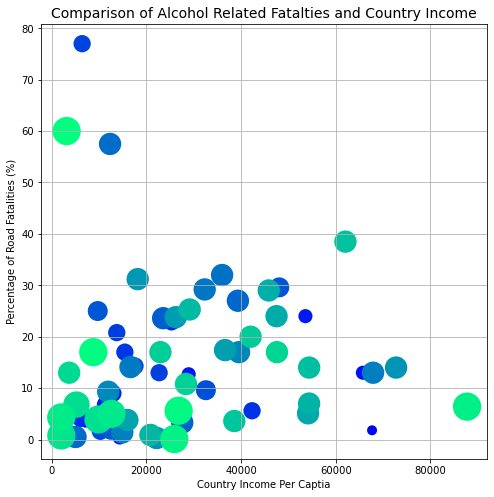 Comparison of Alcohol Related Fatalties and Country Income
80
70
60
50
40
30
20
10
0
Percentage of Road Fatalities (%)
0 20000 40000 60000 80000
Country Income Per Captia